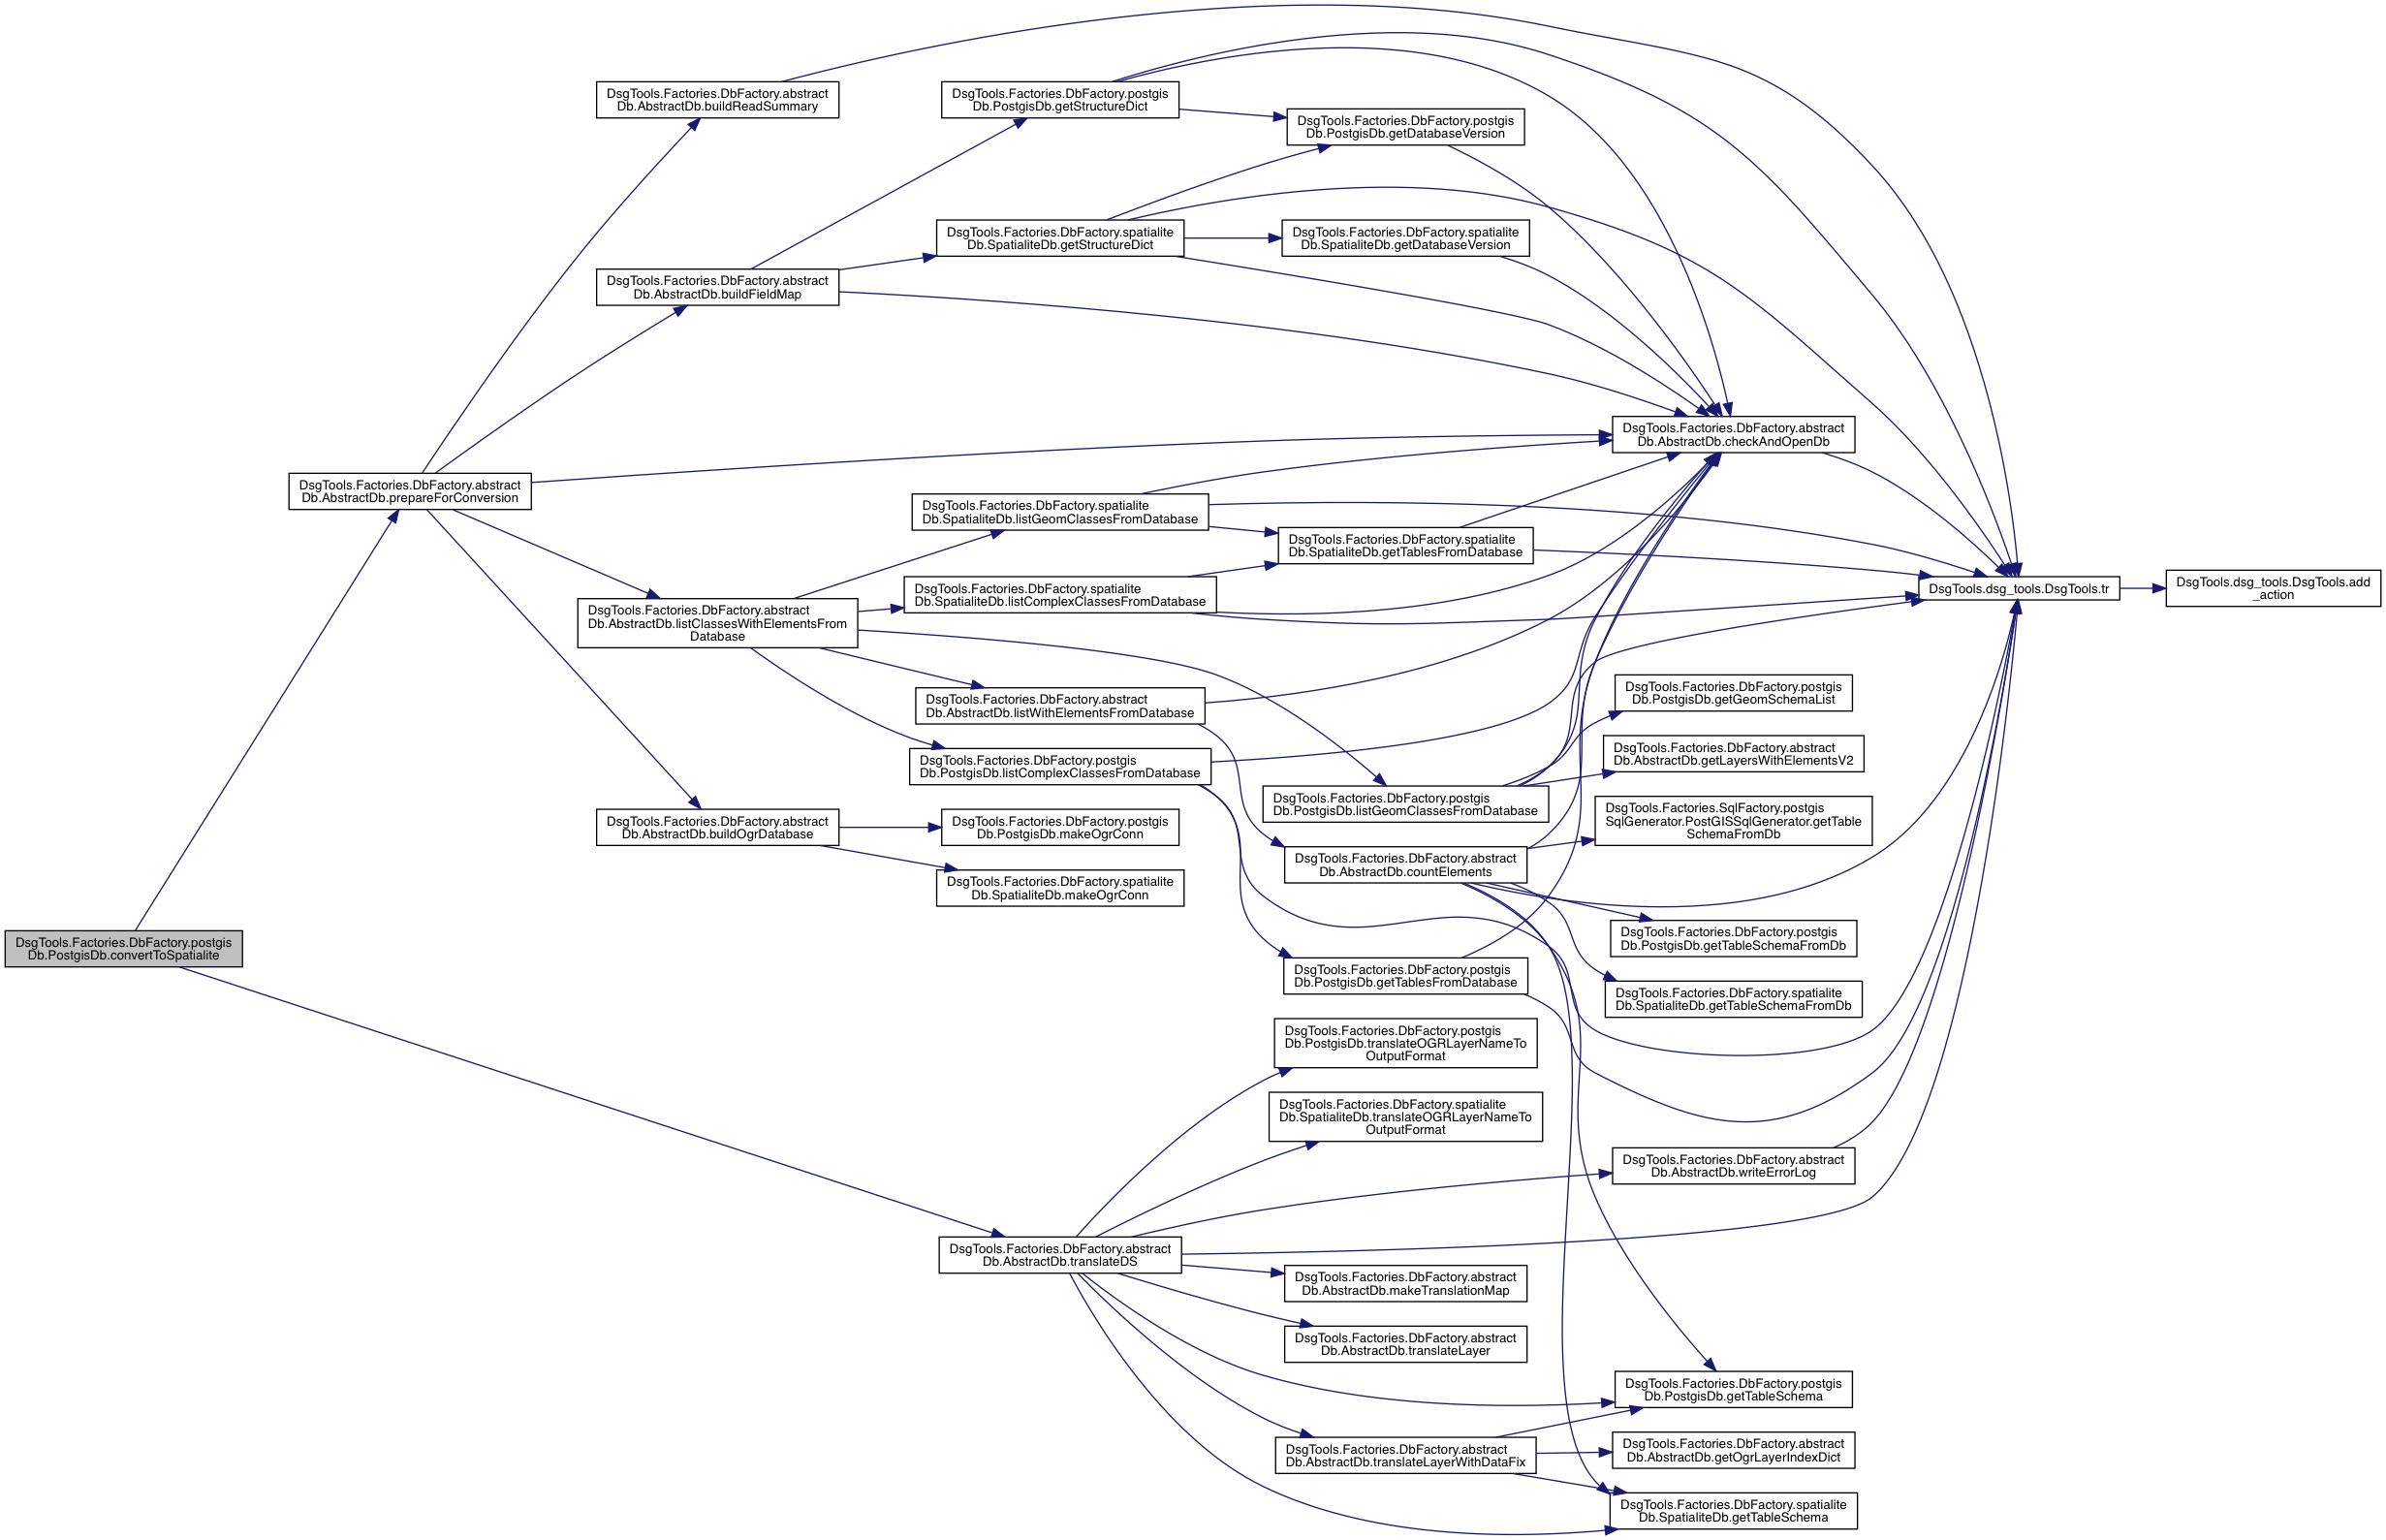 DsgTools.Factories.DbFactory.postgis
Db.PostgisDb.convertToSpatialite
DsgTools.Factories.DbFactory.abstract
Db.AbstractDb.prepareForConversion
DsgTools.Factories.DbFactory.abstract
Db.AbstractDb.buildReadSummary
DsgTools.Factories.DbFactory.abstract
Db.AbstractDb.buildFieldMap
DsgTools.Factories.DbFactory.abstract
Db.AbstractDb.listClassesWithElementsFrom
Database
DsgTools.Factories.DbFactory.abstract
Db.AbstractDb.buildOgrDatabase
DsgTools.Factories.DbFactory.postgis
Db.PostgisDb.getStructureDict
DsgTools.Factories.DbFactory.spatialite
Db.SpatialiteDb.getStructureDict
DsgTools.Factories.DbFactory.spatialite
Db.SpatialiteDb.listGeomClassesFromDatabase
DsgTools.Factories.DbFactory.spatialite
Db.SpatialiteDb.listComplexClassesFromDatabase
DsgTools.Factories.DbFactory.abstract
Db.AbstractDb.listWithElementsFromDatabase
DsgTools.Factories.DbFactory.postgis
Db.PostgisDb.listComplexClassesFromDatabase
DsgTools.Factories.DbFactory.postgis
Db.PostgisDb.makeOgrConn
DsgTools.Factories.DbFactory.spatialite
Db.SpatialiteDb.makeOgrConn
DsgTools.Factories.DbFactory.abstract
Db.AbstractDb.translateDS
DsgTools.Factories.DbFactory.postgis
Db.PostgisDb.getDatabaseVersion
DsgTools.Factories.DbFactory.spatialite
Db.SpatialiteDb.getDatabaseVersion
DsgTools.Factories.DbFactory.spatialite
Db.SpatialiteDb.getTablesFromDatabase
DsgTools.Factories.DbFactory.postgis
Db.PostgisDb.listGeomClassesFromDatabase
DsgTools.Factories.DbFactory.abstract
Db.AbstractDb.countElements
DsgTools.Factories.DbFactory.postgis
Db.PostgisDb.getTablesFromDatabase
DsgTools.Factories.DbFactory.postgis
Db.PostgisDb.translateOGRLayerNameTo
OutputFormat
DsgTools.Factories.DbFactory.spatialite
Db.SpatialiteDb.translateOGRLayerNameTo
OutputFormat
DsgTools.Factories.DbFactory.abstract
Db.AbstractDb.makeTranslationMap
DsgTools.Factories.DbFactory.abstract
Db.AbstractDb.translateLayer
DsgTools.Factories.DbFactory.abstract
Db.AbstractDb.translateLayerWithDataFix
DsgTools.Factories.DbFactory.abstract
Db.AbstractDb.checkAndOpenDb
DsgTools.Factories.DbFactory.postgis
Db.PostgisDb.getGeomSchemaList
DsgTools.Factories.DbFactory.abstract
Db.AbstractDb.getLayersWithElementsV2
DsgTools.Factories.SqlFactory.postgis
SqlGenerator.PostGISSqlGenerator.getTable
SchemaFromDb
DsgTools.Factories.DbFactory.postgis
Db.PostgisDb.getTableSchemaFromDb
DsgTools.Factories.DbFactory.spatialite
Db.SpatialiteDb.getTableSchemaFromDb
DsgTools.Factories.DbFactory.abstract
Db.AbstractDb.writeErrorLog
DsgTools.Factories.DbFactory.postgis
Db.PostgisDb.getTableSchema
DsgTools.Factories.DbFactory.abstract
Db.AbstractDb.getOgrLayerIndexDict
DsgTools.Factories.DbFactory.spatialite
Db.SpatialiteDb.getTableSchema
DsgTools.dsg_tools.DsgTools.tr
DsgTools.dsg_tools.DsgTools.add
_action